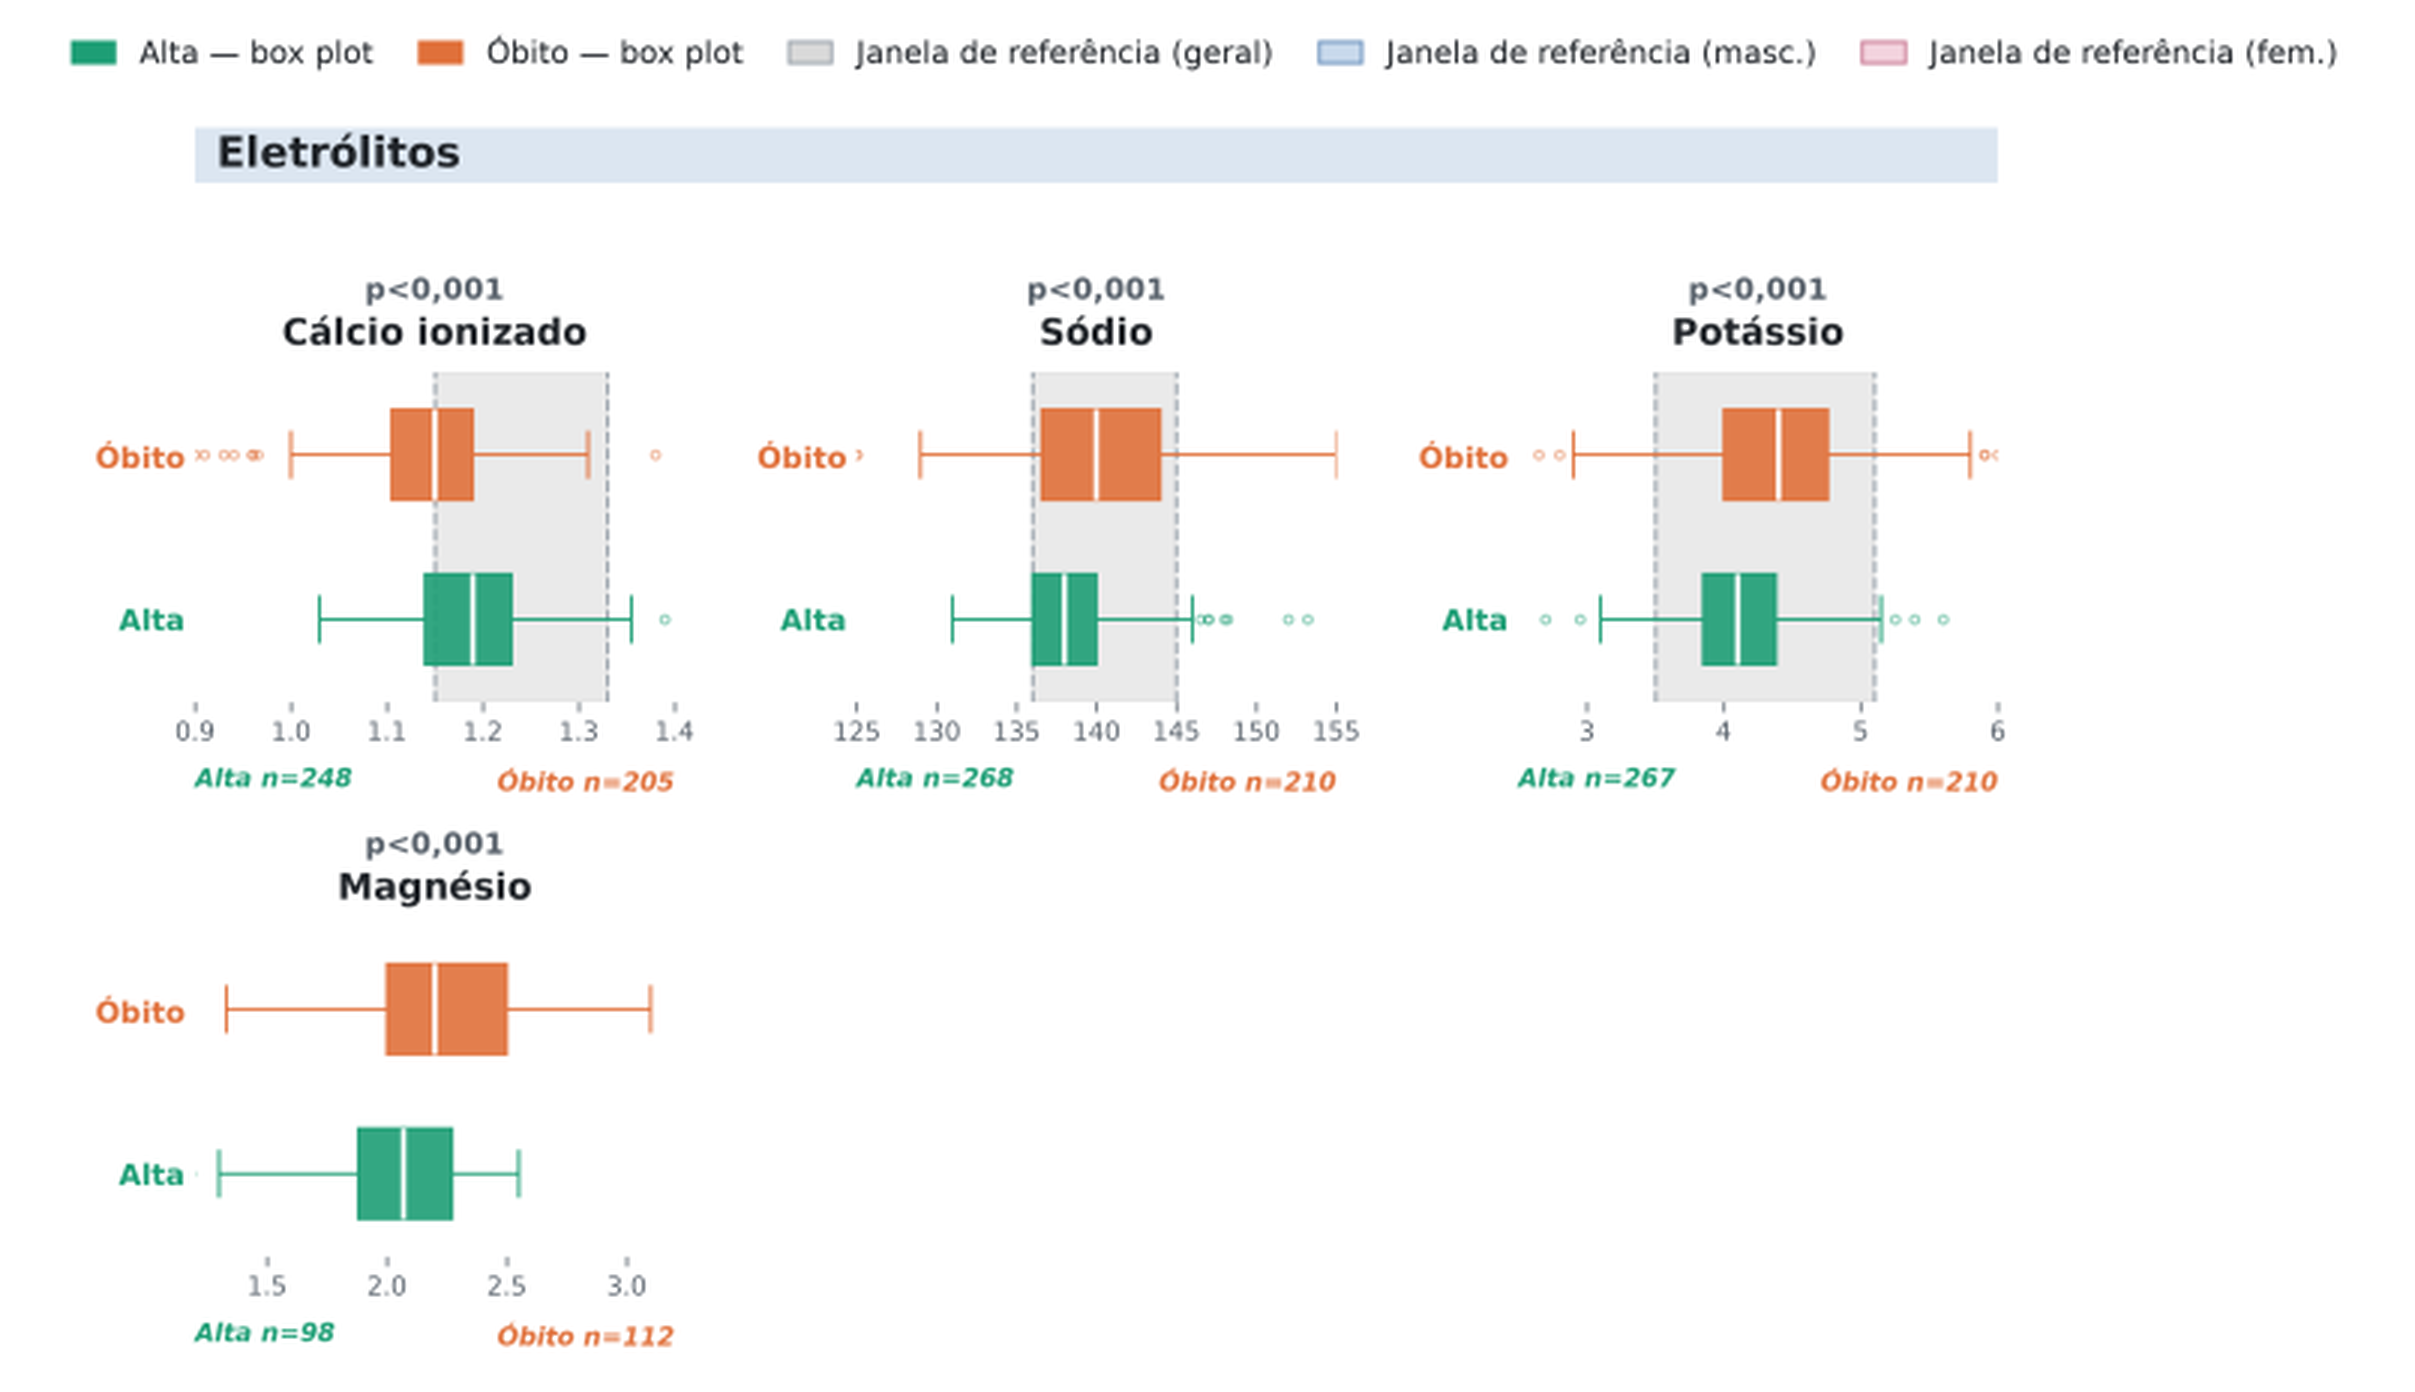 Alta — box plot Óbito — box plot Janela de referência (geral) Janela de referência (masc.) Janela de referência (fem.)
Eletrólitos
p<0,001 p<0,001 p<0,001
Cálcio ionizado Sódio Potássio
Óbito Óbito Óbito
Alta Alta Alta
0.9 1.0 1.1 1.2 1.3 1.4 125 130 135 140 145 150 155 3 4 5 6
Alta n=248 Óbito n=205 Alta n=268 Óbito n=210 Alta n=267 Óbito n=210
p<0,001
Magnésio
Óbito
Alta
1.5 2.0 2.5 3.0
Alta n=98 Óbito n=112